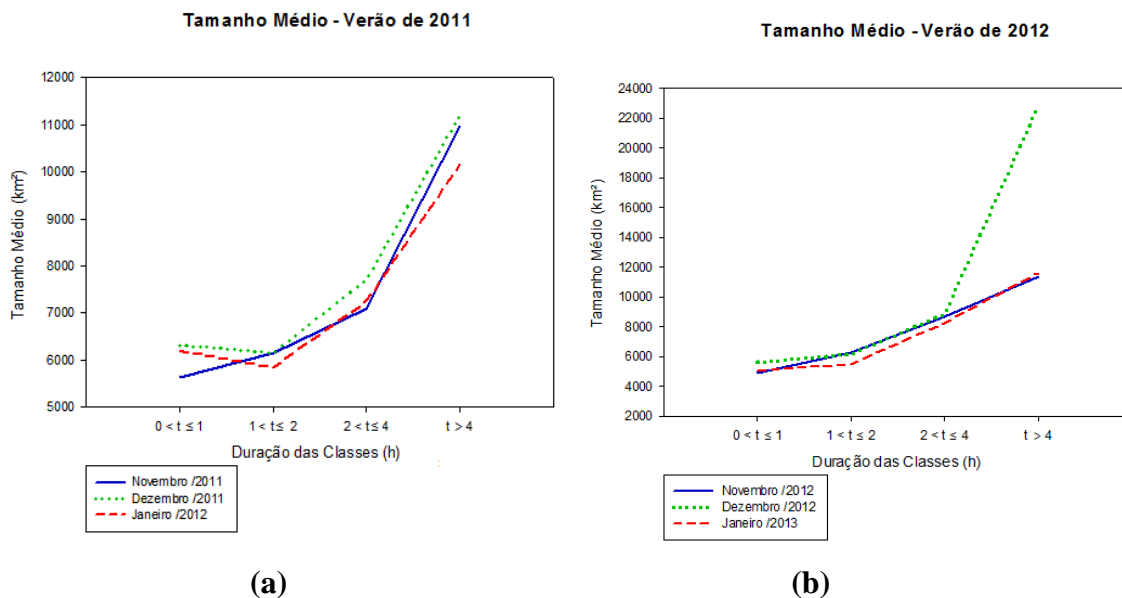 Tamanho Médio - Verão de 2011
12000
11000
10000
9000
8000
7000
6000
5000
Tamanho Médio (km²)
0 < t ≤ 1
1 < t ≤ 2
2 < t ≤ 4
t > 4
Duração das Classes (h)
Novembro /2011
Dezembro /2011
Janeiro /2012
(a)
Tamanho Médio - Verão de 2012
24000
22000
20000
18000
16000
14000
12000
10000
8000
6000
4000
2000
Tamanho Médio (km²)
0 < t ≤ 1
1 < t ≤ 2
2 < t ≤ 4
t > 4
Duração das Classes (h)
Novembro /2012
Dezembro /2012
Janeiro /2013
(b)